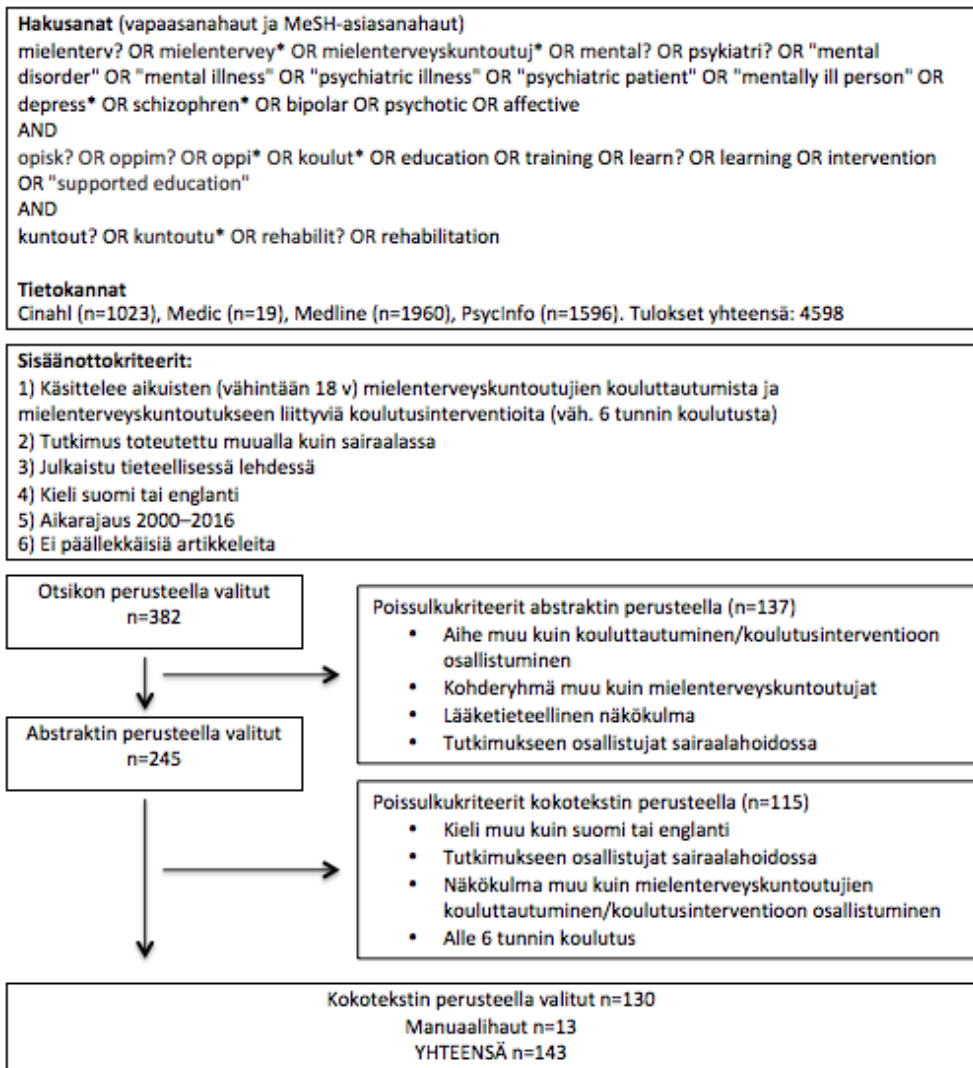 Hakusanat (vapaasanahaut ja MeSH-asiasanahaut)
mielenterv? OR mielentervey* OR mielenterveyskuntoutuj* OR mental? OR psykiatri? OR "mental
disorder" OR "mental illness" OR "psychiatric illness" OR "psychiatric patient" OR "mentally ill person" OR
depress* OR schizophren* OR bipolar OR psychotic OR affective
AND
opisk? OR oppim? OR oppi* OR koulut* OR education OR training OR learn? OR learning OR intervention
OR "supported education"
AND
kuntout? OR kuntoutu* OR rehabilit? OR rehabilitation
Tietokannat
Cinahl (n=1023), Medic (n=19), Medline (n=1960), PsycInfo (n=1596). Tulokset yhteensä: 4598
Sisäänottokriteerit:
1) Käsittelee aikuisten (vähintään 18 v) mielenterveyskuntoutujien kouluttautumista ja
mielenterveyskuntoutukseen liittyviä koulutusinterventioita (väh. 6 tunnin koulutusta)
2) Tutkimus toteutettu muualla kuin sairaalassa
3) Julkaistu tieteellisessä lehdessä
4) Kieli suomi tai englanti
5) Aikarajaus 2000–2016
6) Ei päällekkäisiä artikkeleita
Otsikon perusteella valitut
n=382
Poissulkukriteerit abstraktin perusteella (n=137)
• Aihe muu kuin kouluttautuminen/koulutusinterventioon
osallistuminen
• Kohderyhmä muu kuin mielenterveyskuntoutujat
• Lääketieteellinen näkökulma
• Tutkimukseen osallistujat sairaalahoidossa
Abstraktin perusteella valitut
n=245
Poissulkukriteerit kokotekstin perusteella (n=115)
• Kieli muu kuin suomi tai englanti
• Tutkimukseen osallistujat sairaalahoidossa
• Näkökulma muu kuin mielenterveyskuntoutujien
kouluttautuminen/koulutusinterventioon osallistuminen
• Alle 6 tunnin koulutus
Kokotekstin perusteella valitut n=130
Manuaalihaut n=13
YHTEENSÄ n=143